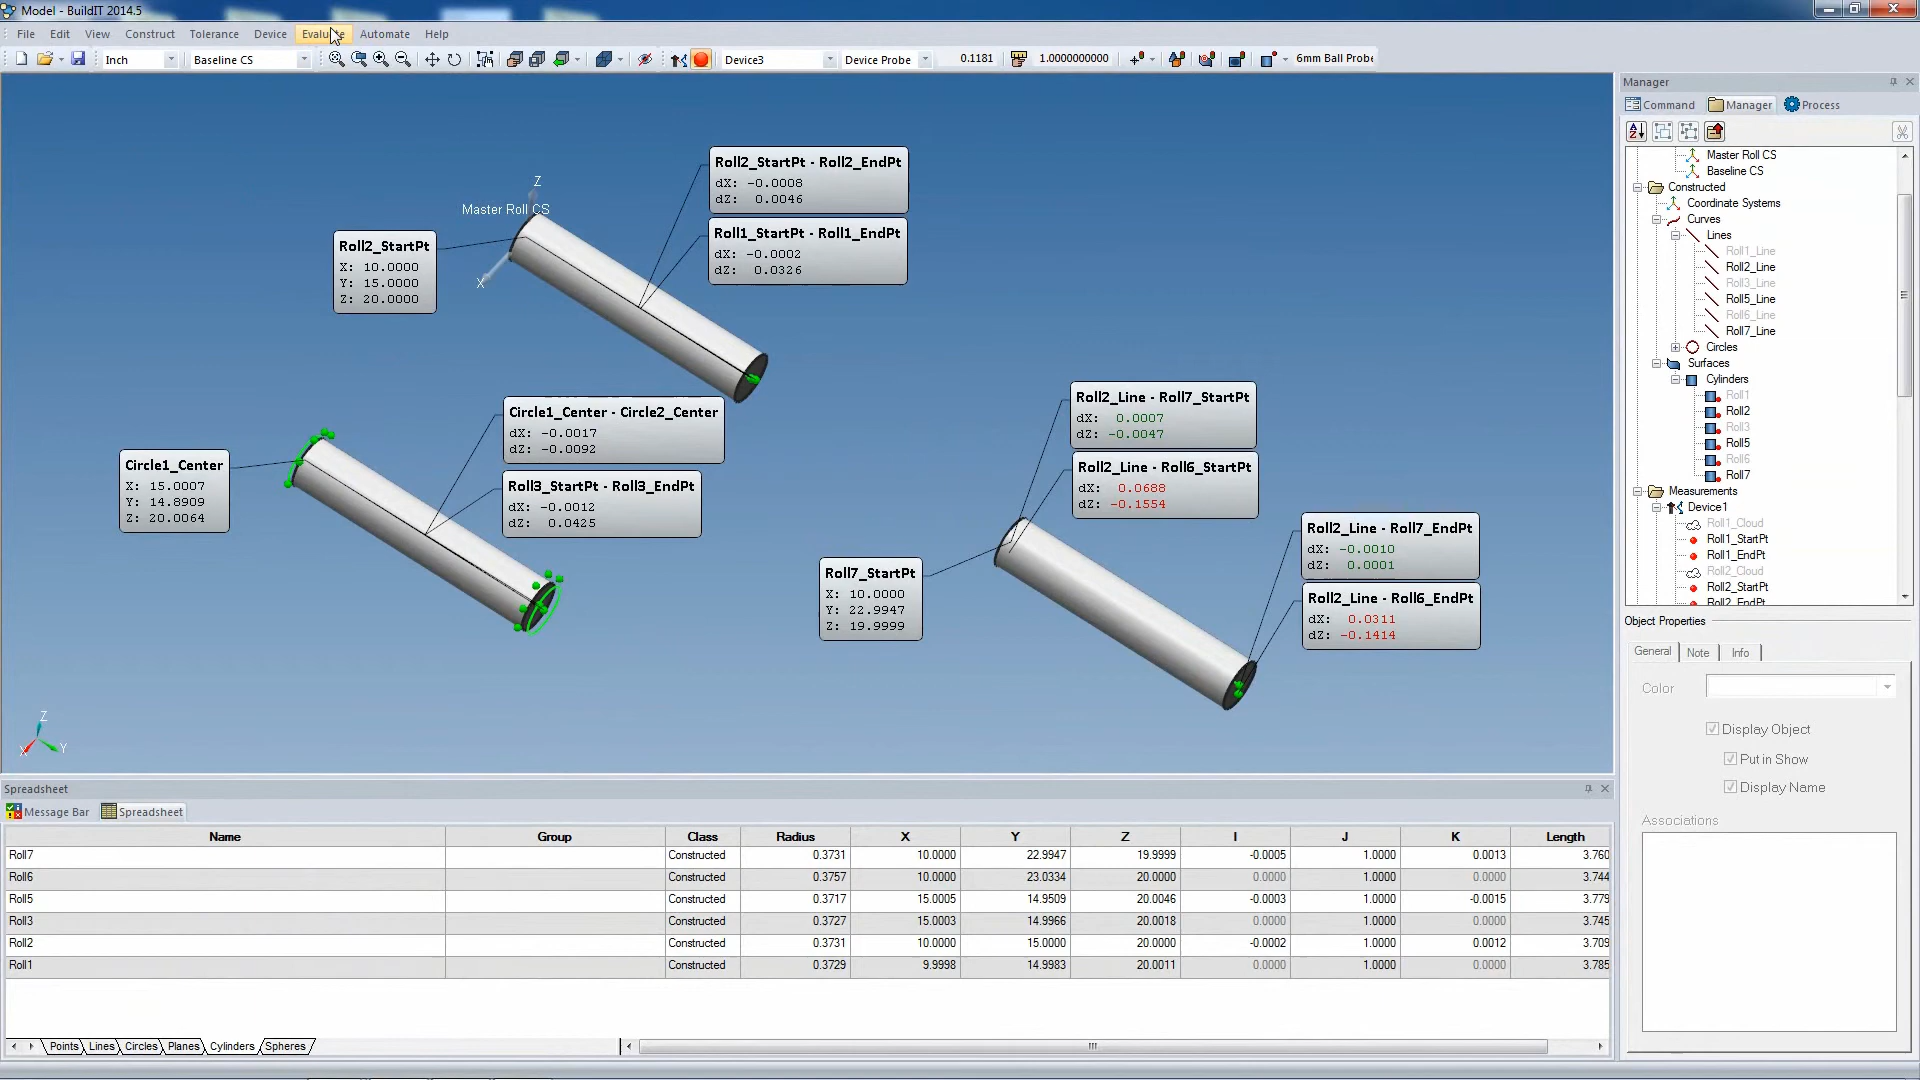 Model - BuildIT 2014.5
File Edit View Construct Tolerance Device Evaluate Automate Help
Inch Baseline CS Device3 Device Probe 0.1181 1.0000000000 6mm Ball Probe
Z
Master Roll CS
X
Roll2_StartPt
X: 10.0000
Y: 15.0000
Z: 20.0000
Roll2_StartPt - Roll2_EndPt
dX: -0.0008
dZ: 0.0046
Roll1_StartPt - Roll1_EndPt
dX: -0.0002
dZ: 0.0326
Circle1_Center
X: 15.0007
Y: 14.8909
Z: 20.0064
Circle1_Center - Circle2_Center
dX: -0.0017
dZ: -0.0092
Roll3_StartPt - Roll3_EndPt
dX: -0.0012
dZ: 0.0425
Roll2_Line - Roll7_StartPt
dX: 0.0007
dZ: -0.0047
Roll2_Line - Roll6_StartPt
dX: 0.0688
dZ: -0.1554
Roll7_StartPt
X: 10.0000
Y: 22.9947
Z: 19.9999
Roll2_Line - Roll7_EndPt
dX: -0.0010
dZ: 0.0001
Roll2_Line - Roll6_EndPt
dX: 0.0311
dZ: -0.1414
Z
X
Y
Manager
Command Manager Process
Master Roll CS
Baseline CS
Constructed
Coordinate Systems
Curves
Lines
Roll1_Line
Roll2_Line
Roll3_Line
Roll5_Line
Roll6_Line
Roll7_Line
Circles
Surfaces
Cylinders
Roll1
Roll2
Roll3
Roll5
Roll6
Roll7
Measurements
Device1
Roll1_Cloud
Roll1_StartPt
Roll1_EndPt
Roll2_Cloud
Roll2_StartPt
Roll2_EndPt
Object Properties
General Note Info
Color
Display Object
Put in Show
Display Name
Associations
Spreadsheet
Message Bar Spreadsheet
Name Group Class Radius X Y Z I J K Length
Roll7 Constructed 0.3731 10.0000 22.9947 19.9999 -0.0005 1.0000 0.0013 3.760
Roll6 Constructed 0.3757 10.0000 23.0334 20.0000 0.0000 1.0000 0.0000 3.744
Roll5 Constructed 0.3717 15.0005 14.9509 20.0046 -0.0003 1.0000 -0.0015 3.779
Roll3 Constructed 0.3727 15.0003 14.9966 20.0018 0.0000 1.0000 0.0000 3.745
Roll2 Constructed 0.3731 10.0000 15.0000 20.0000 -0.0002 1.0000 0.0012 3.709
Roll1 Constructed 0.3729 9.9998 14.9983 20.0011 0.0000 1.0000 0.0000 3.785
Points Lines Circles Planes Cylinders Spheres